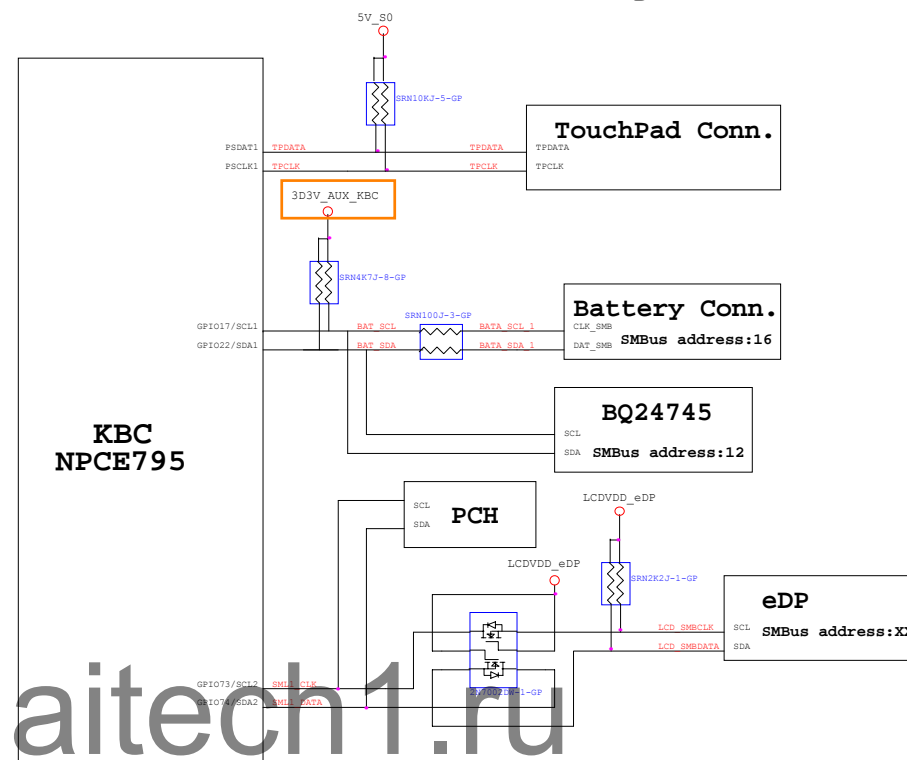 5V_S0
SRN10KJ-5-GP
TouchPad Conn.
PSDAT1 TPDATA TPDATA TPDATA
PSCLK1 TPCLK TPCLK TPCLK
3D3V_AUX_KBC
SRN4K7J-8-GP
SRN100J-3-GP
Battery Conn.
GPIO17/SCL1 BAT_SCL BATA_SCL_1 CLK_SMB
SMBus address:16
GPIO22/SDA1 BAT_SDA BATA_SDA_1 DAT_SMB
BQ24745
SCL
SDA SMBus address:12
KBC
NPCE795
LCDVDD_eDP
SCL
PCH
SDA
LCDVDD_eDP
SRN2K2J-1-GP
eDP
LCD_SMBCLK SCL
SMBus address:XX
LCD_SMBDATA SDA
GPIO73/SCL2 SML1_CLK
2N7002DW-1-GP
GPIO74/SDA2 SML1_DATA
aitech1.ru